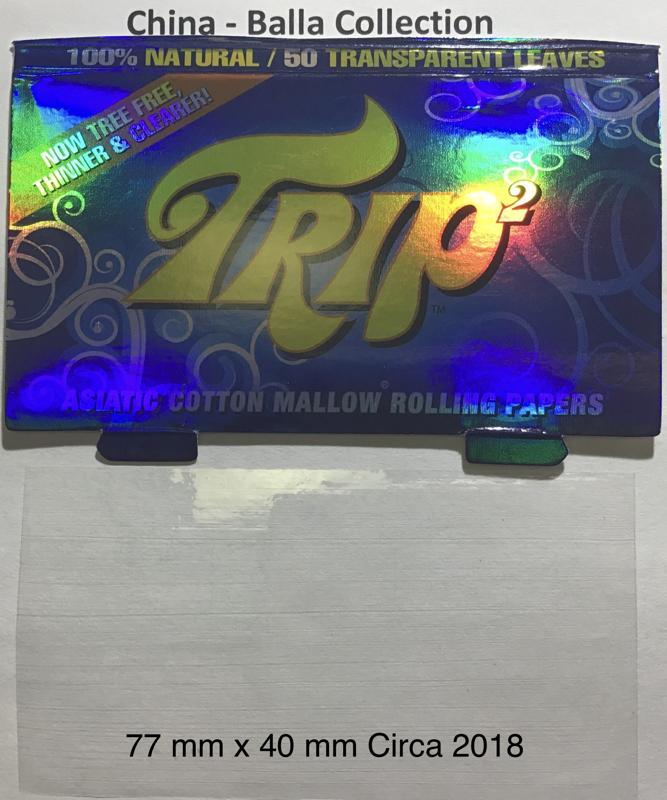 China - Balla Collection
100% NATURAL / 50 TRANSPARENT LEAVES
NOW TREE FREE,
THINNER & CLEARER!
TRIP²
™
ASIATIC COTTON MALLOW® ROLLING PAPERS
77 mm x 40 mm Circa 2018